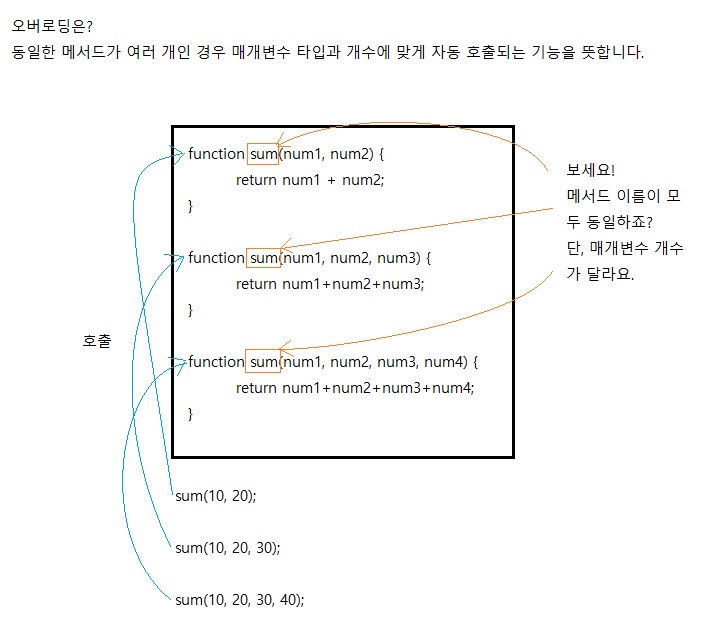 오버로딩은?
동일한 메서드가 여러 개인 경우 매개변수 타입과 개수에 맞게 자동 호출되는 기능을 뜻합니다.
function sum(num1, num2) {
return num1 + num2;
}
function sum(num1, num2, num3) {
return num1+num2+num3;
}
function sum(num1, num2, num3, num4) {
return num1+num2+num3+num4;
}
보세요!
메서드 이름이 모
두 동일하죠?
단, 매개변수 개수
가 달라요.
호출
sum(10, 20);
sum(10, 20, 30);
sum(10, 20, 30, 40);